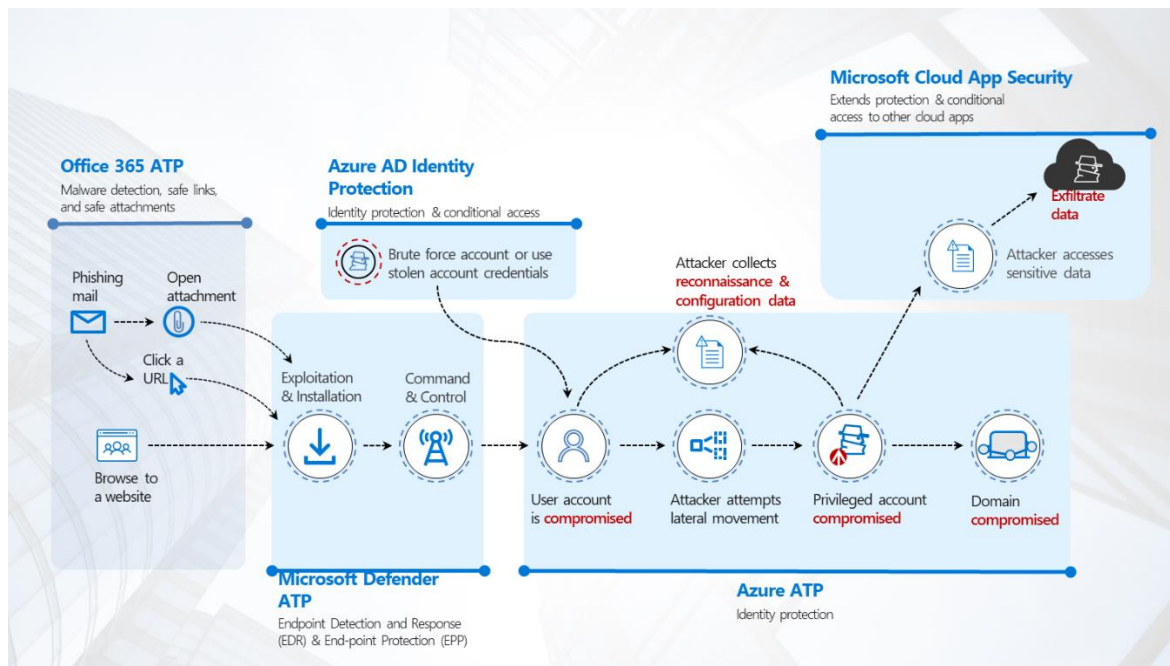 Microsoft Cloud App Security
Extends protection & conditional
access to other cloud apps
Office 365 ATP
Malware detection, safe links,
and safe attachments
Azure AD Identity
Protection
Identity protection & conditional access
Exfiltrate
data
Brute force account or use
stolen account credentials
Attacker accesses
sensitive data
Attacker collects
reconnaissance &
configuration data
Phishing
mail
Open
attachment
Click a
URL
Exploitation
& Installation
Command
& Control
Browse to
a website
User account
is compromised
Attacker attempts
lateral movement
Privileged account
compromised
Domain
compromised
Microsoft Defender
ATP
Endpoint Detection and Response
(EDR) & End-point Protection (EPP)
Azure ATP
Identity protection